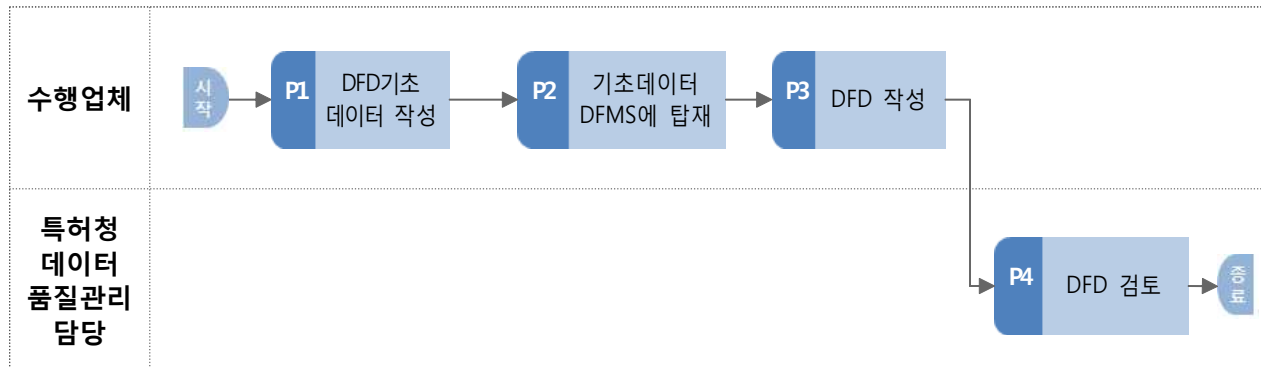 수행업체
시
작
P1
DFD기초
데이터 작성
P2
기초데이터
DFMS에 탑재
P3
DFD 작성
특허청
데이터
품질관리
담당
P4
DFD 검토
종
료